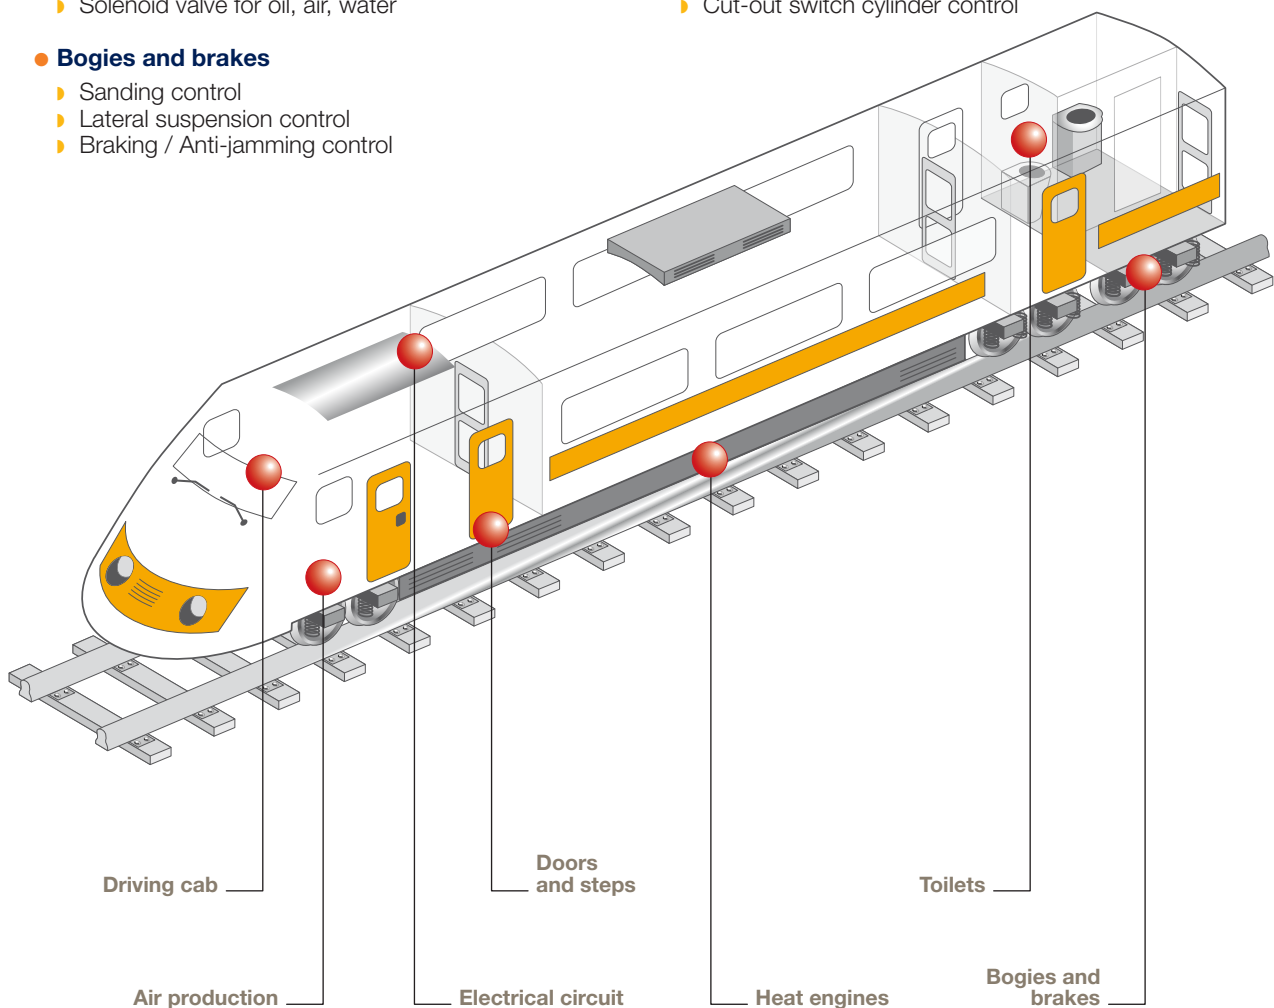 Solenoid valve for oil, air, water
Cut-out switch cylinder control
Bogies and brakes
Sanding control
Lateral suspension control
Braking / Anti-jamming control
Doors
and steps
Driving cab
Toilets
Bogies and
brakes
Air production
Electrical circuit
Heat engines